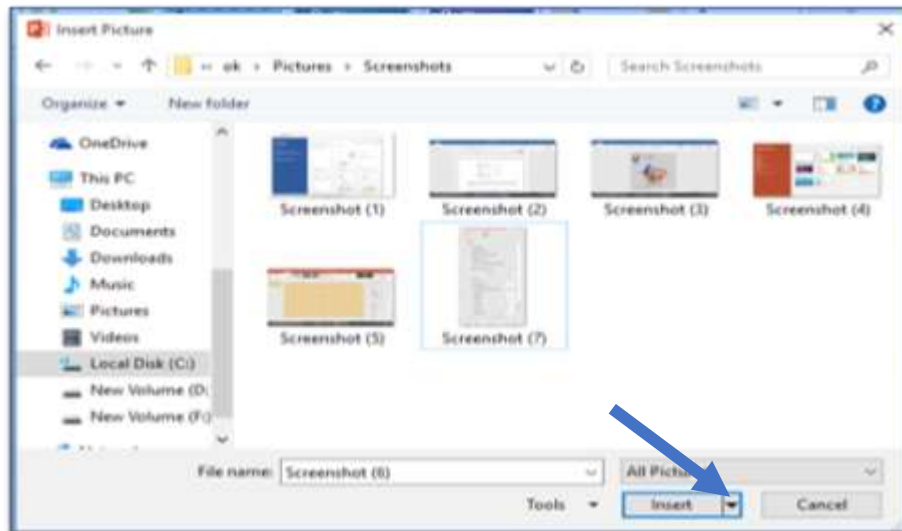 Insert Picture
« ok › Pictures › Screenshots
Search Screenshots
Organize
New folder
OneDrive
This PC
Desktop
Documents
Downloads
Music
Pictures
Videos
Local Disk (C:)
New Volume (D:
New Volume (F:)
Screenshot (1)
Screenshot (2)
Screenshot (3)
Screenshot (4)
Screenshot (5)
Screenshot (7)
File name: Screenshot (6)
All Pictu
Tools
Insert
Cancel